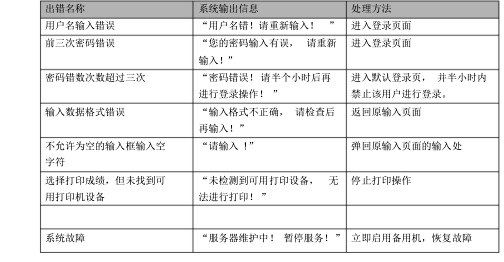 出错名称 系统输出信息 处理方法
用户名输入错误 “用户名错！请重新输入！ ” 进入登录页面
前三次密码错误 “您的密码输入有误， 请重新 进入登录页面
输入！”
密码错数次数超过三次 “密码错误！请半个小时后再 进入默认登录页， 并半小时内
进行登录操作！ ” 禁止该用户进行登录。
输入数据格式错误 “输入格式不正确， 请检查后 返回原输入页面
再输入！”
不允许为空的输入框输入空 “请输入 !” 弹回原输入页面的输入处
字符
选择打印成绩，但未找到可 “未检测到可用打印设备， 无 停止打印操作
用打印机设备 法进行打印！ ”
系统故障 “服务器维护中！ 暂停服务！” 立即启用备用机，恢复故障